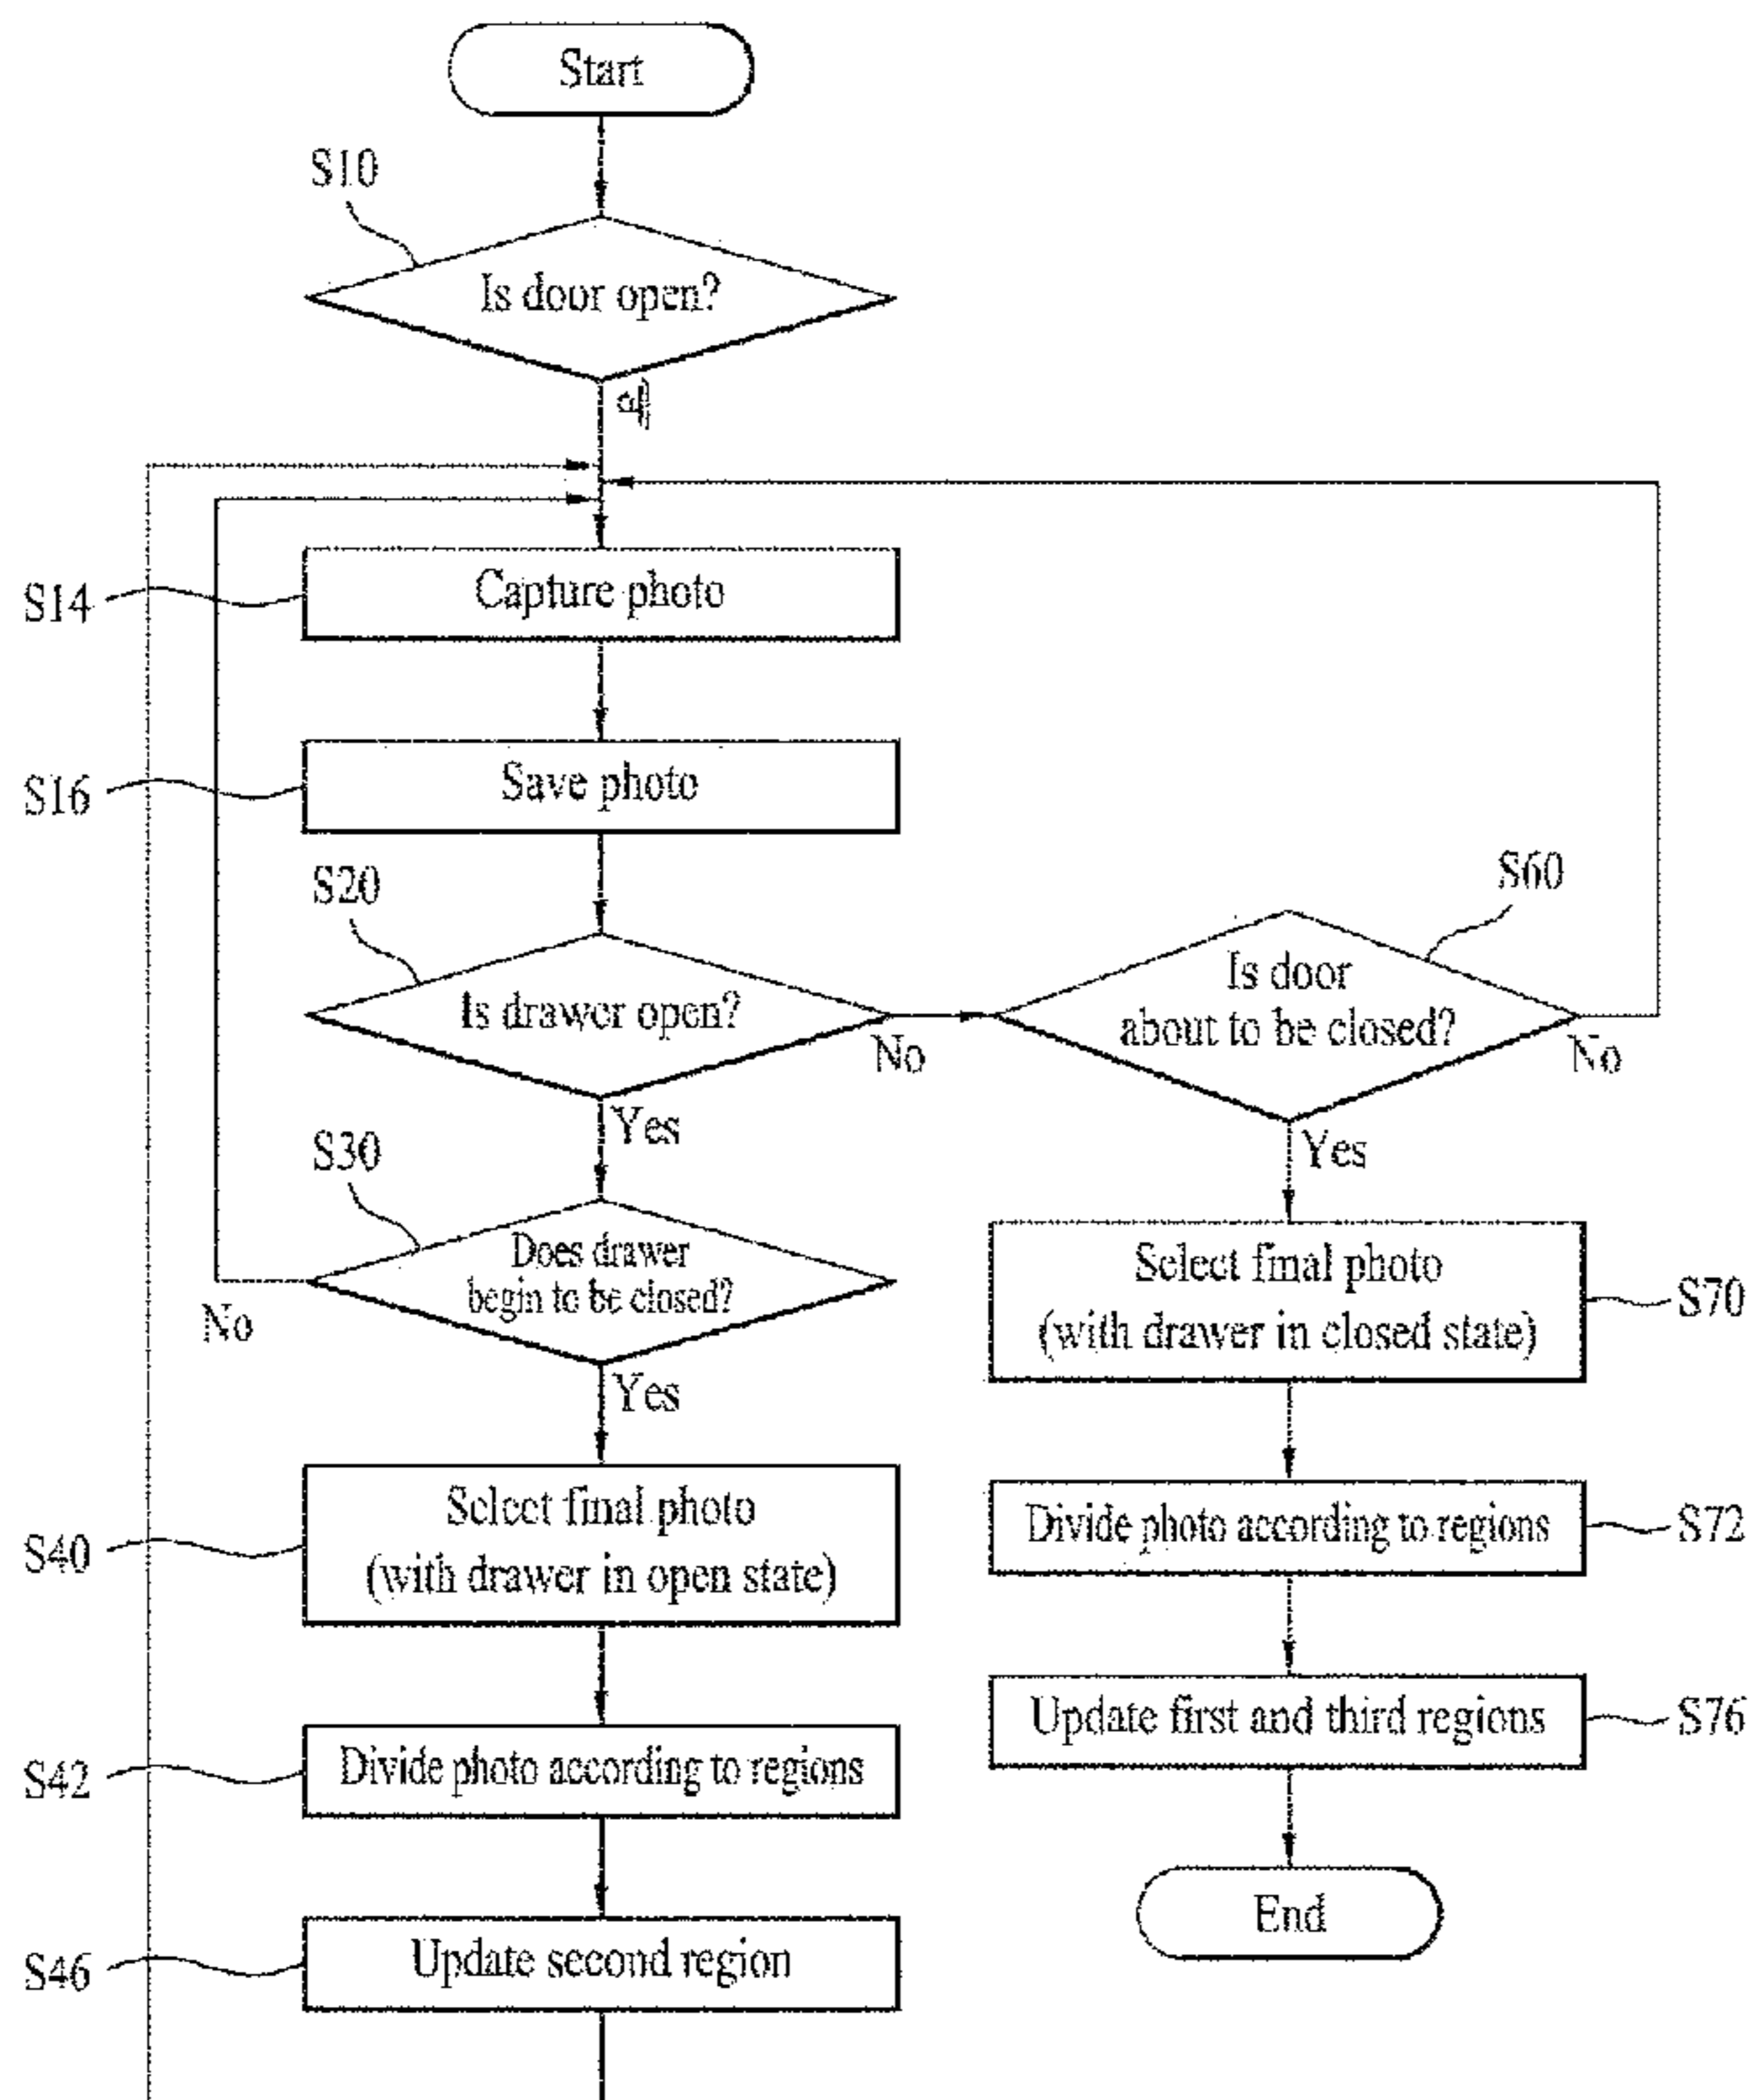 Start
S10
Is door open?
예
S14
Capture photo
S16
Save photo
S20
Is drawer open?
No
S60
Is door
about to be closed?
No
Yes
S30
Does drawer
begin to be closed?
No
Yes
Yes
S40
Select final photo
(with drawer in open state)
S70
Select final photo
(with drawer in closed state)
S42
Divide photo according to regions
S72
Divide photo according to regions
S46
Update second region
S76
Update first and third regions
End